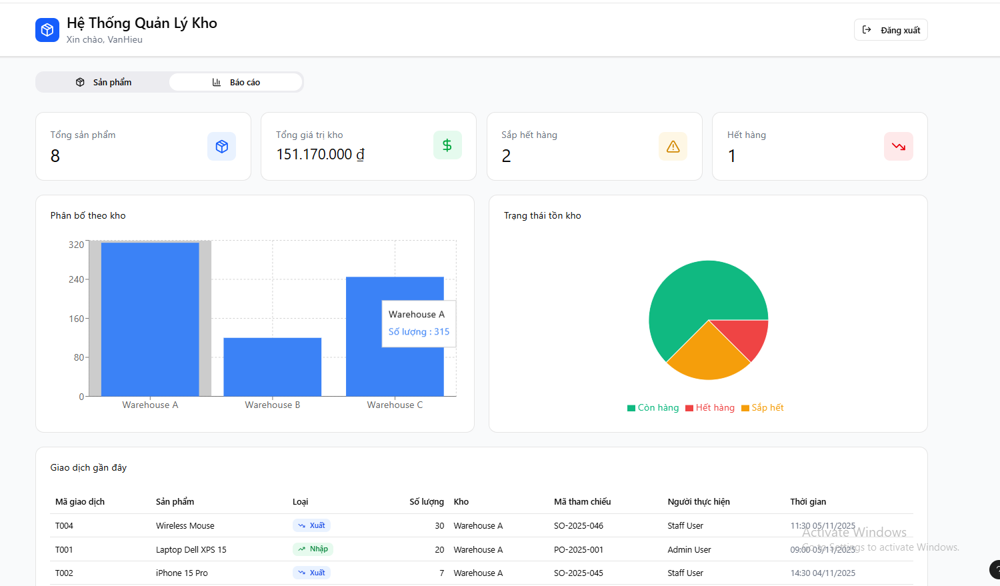 Hệ Thống Quản Lý Kho
Xin chào, VanHieu
Đăng xuất
Sản phẩm
Báo cáo
Tổng sản phẩm
8
Tổng giá trị kho
151.170.000 ₫
Sắp hết hàng
2
Hết hàng
1
Phân bố theo kho
320
240
160
80
0
Warehouse A
Warehouse B
Warehouse C
Warehouse A
Số lượng : 315
Trạng thái tồn kho
Còn hàng
Hết hàng
Sắp hết
Giao dịch gần đây
Mã giao dịch Sản phẩm Loại Số lượng Kho Mã tham chiếu Người thực hiện Thời gian
T004 Wireless Mouse Xuất 30 Warehouse A SO-2025-046 Staff User 11:30 05/11/2025
T001 Laptop Dell XPS 15 Nhập 20 Warehouse A PO-2025-001 Admin User 09:00 05/11/2025
T002 iPhone 15 Pro Xuất 7 Warehouse A SO-2025-045 Staff User 14:30 04/11/2025
Activate Windows
Go to Settings to activate Windows.
?